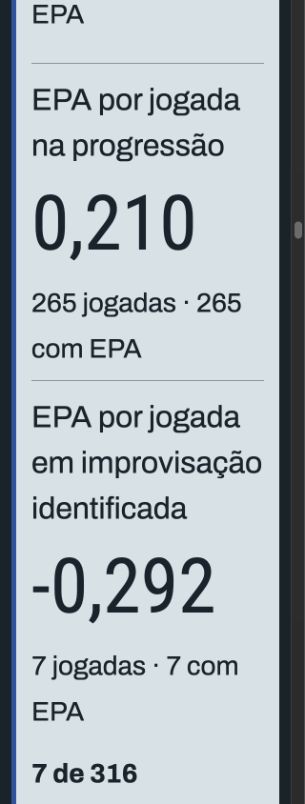 EPA
EPA por jogada
na progressão
0,210
265 jogadas · 265
com EPA
EPA por jogada
em improvisação
identificada
-0,292
7 jogadas · 7 com
EPA
7 de 316